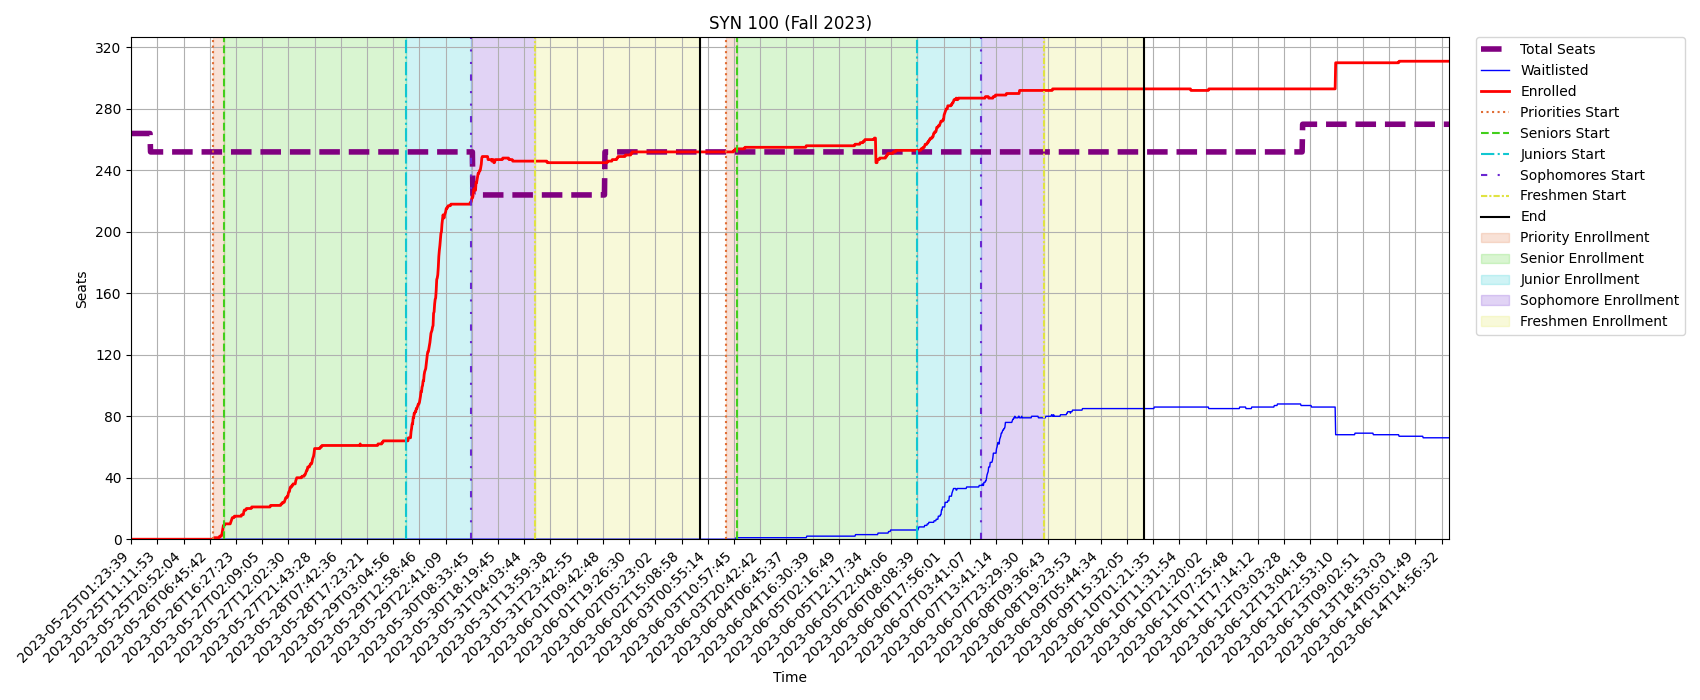 SYN 100 (Fall 2023)
Seats
320
280
240
200
160
120
80
40
0
2023-05-25T01:23:39
2023-05-25T11:11:53
2023-05-25T20:52:04
2023-05-26T06:45:42
2023-05-26T16:27:23
2023-05-27T02:09:05
2023-05-27T12:02:30
2023-05-27T21:43:28
2023-05-28T07:42:36
2023-05-28T17:23:21
2023-05-29T03:04:56
2023-05-29T12:58:46
2023-05-29T22:41:09
2023-05-30T08:33:45
2023-05-30T18:19:45
2023-05-31T04:03:44
2023-05-31T13:59:38
2023-05-31T23:42:55
2023-06-01T09:42:48
2023-06-01T19:26:30
2023-06-02T05:23:02
2023-06-02T15:08:58
2023-06-03T00:55:14
2023-06-03T10:57:45
2023-06-03T20:42:42
2023-06-04T06:45:37
2023-06-04T16:30:39
2023-06-05T02:16:49
2023-06-05T12:17:34
2023-06-05T22:04:06
2023-06-06T08:08:39
2023-06-06T17:56:01
2023-06-07T03:41:07
2023-06-07T13:41:14
2023-06-07T23:29:30
2023-06-08T09:36:43
2023-06-08T19:23:53
2023-06-09T05:44:34
2023-06-09T15:32:05
2023-06-10T01:21:35
2023-06-10T11:31:54
2023-06-10T21:20:02
2023-06-11T07:25:48
2023-06-11T17:14:12
2023-06-12T03:03:28
2023-06-12T13:04:18
2023-06-12T22:53:10
2023-06-13T09:02:51
2023-06-13T18:53:03
2023-06-14T05:01:49
2023-06-14T14:56:32
Time
Total Seats
Waitlisted
Enrolled
Priorities Start
Seniors Start
Juniors Start
Sophomores Start
Freshmen Start
End
Priority Enrollment
Senior Enrollment
Junior Enrollment
Sophomore Enrollment
Freshmen Enrollment